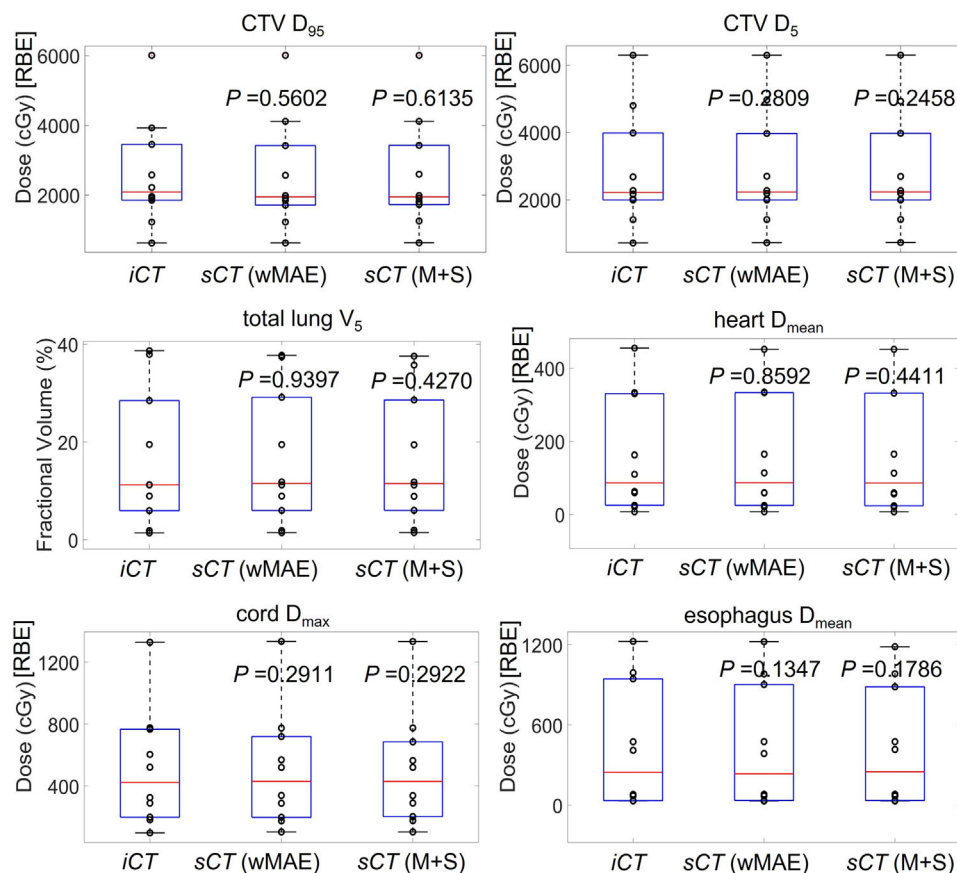 CTV D95
Dose (cGy) [RBE]
6000
4000
2000
P =0.5602
P =0.6135
iCT
sCT (wMAE)
sCT (M+S)
CTV D5
Dose (cGy) [RBE]
6000
4000
2000
P =0.2809
P =0.2458
iCT
sCT (wMAE)
sCT (M+S)
total lung V5
Fractional Volume (%)
40
20
0
P =0.9397
P =0.4270
iCT
sCT (wMAE)
sCT (M+S)
heart Dmean
Dose (cGy) [RBE]
400
200
0
P =0.8592
P =0.4411
iCT
sCT (wMAE)
sCT (M+S)
cord Dmax
Dose (cGy) [RBE]
1200
800
400
P =0.2911
P =0.2922
iCT
sCT (wMAE)
sCT (M+S)
esophagus Dmean
Dose (cGy) [RBE]
1200
600
0
P =0.1347
P =0.1786
iCT
sCT (wMAE)
sCT (M+S)